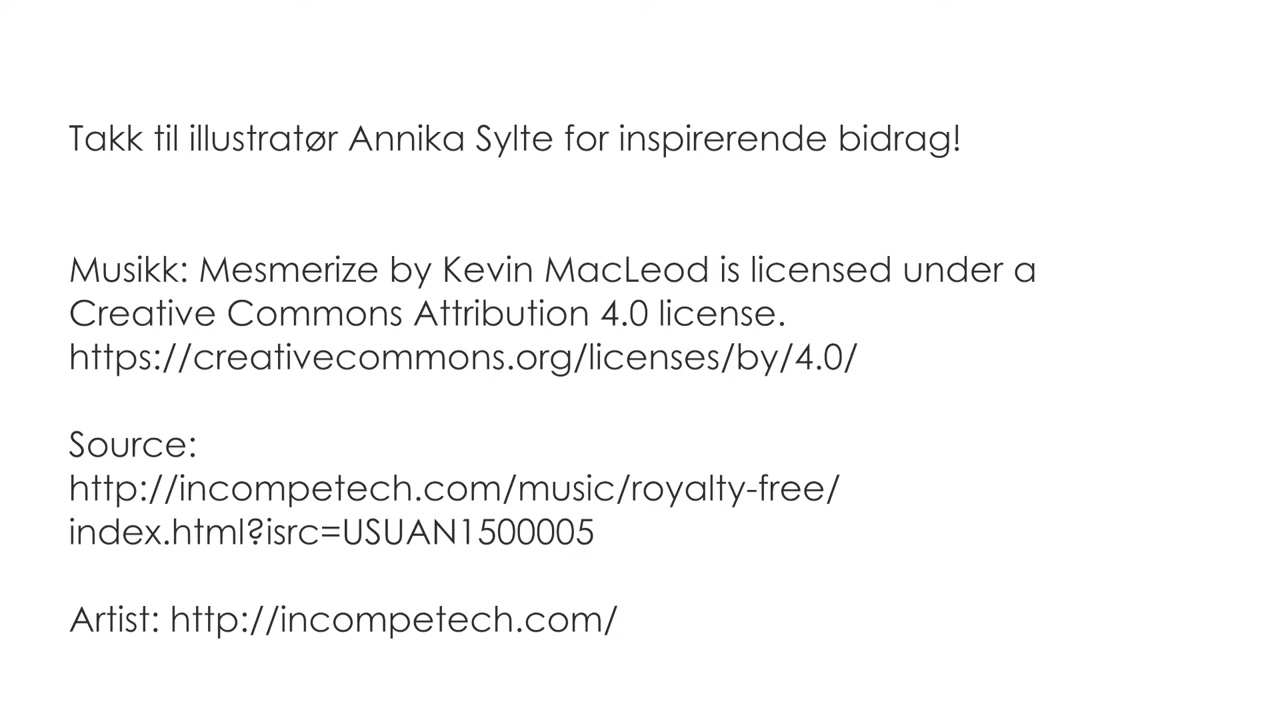 Takk til illustratør Annika Sylte for inspirerende bidrag!
Musikk: Mesmerize by Kevin MacLeod is licensed under a
Creative Commons Attribution 4.0 license.
https://creativecommons.org/licenses/by/4.0/
Source:
http://incompetech.com/music/royalty-free/
index.html?isrc=USUAN1500005
Artist: http://incompetech.com/